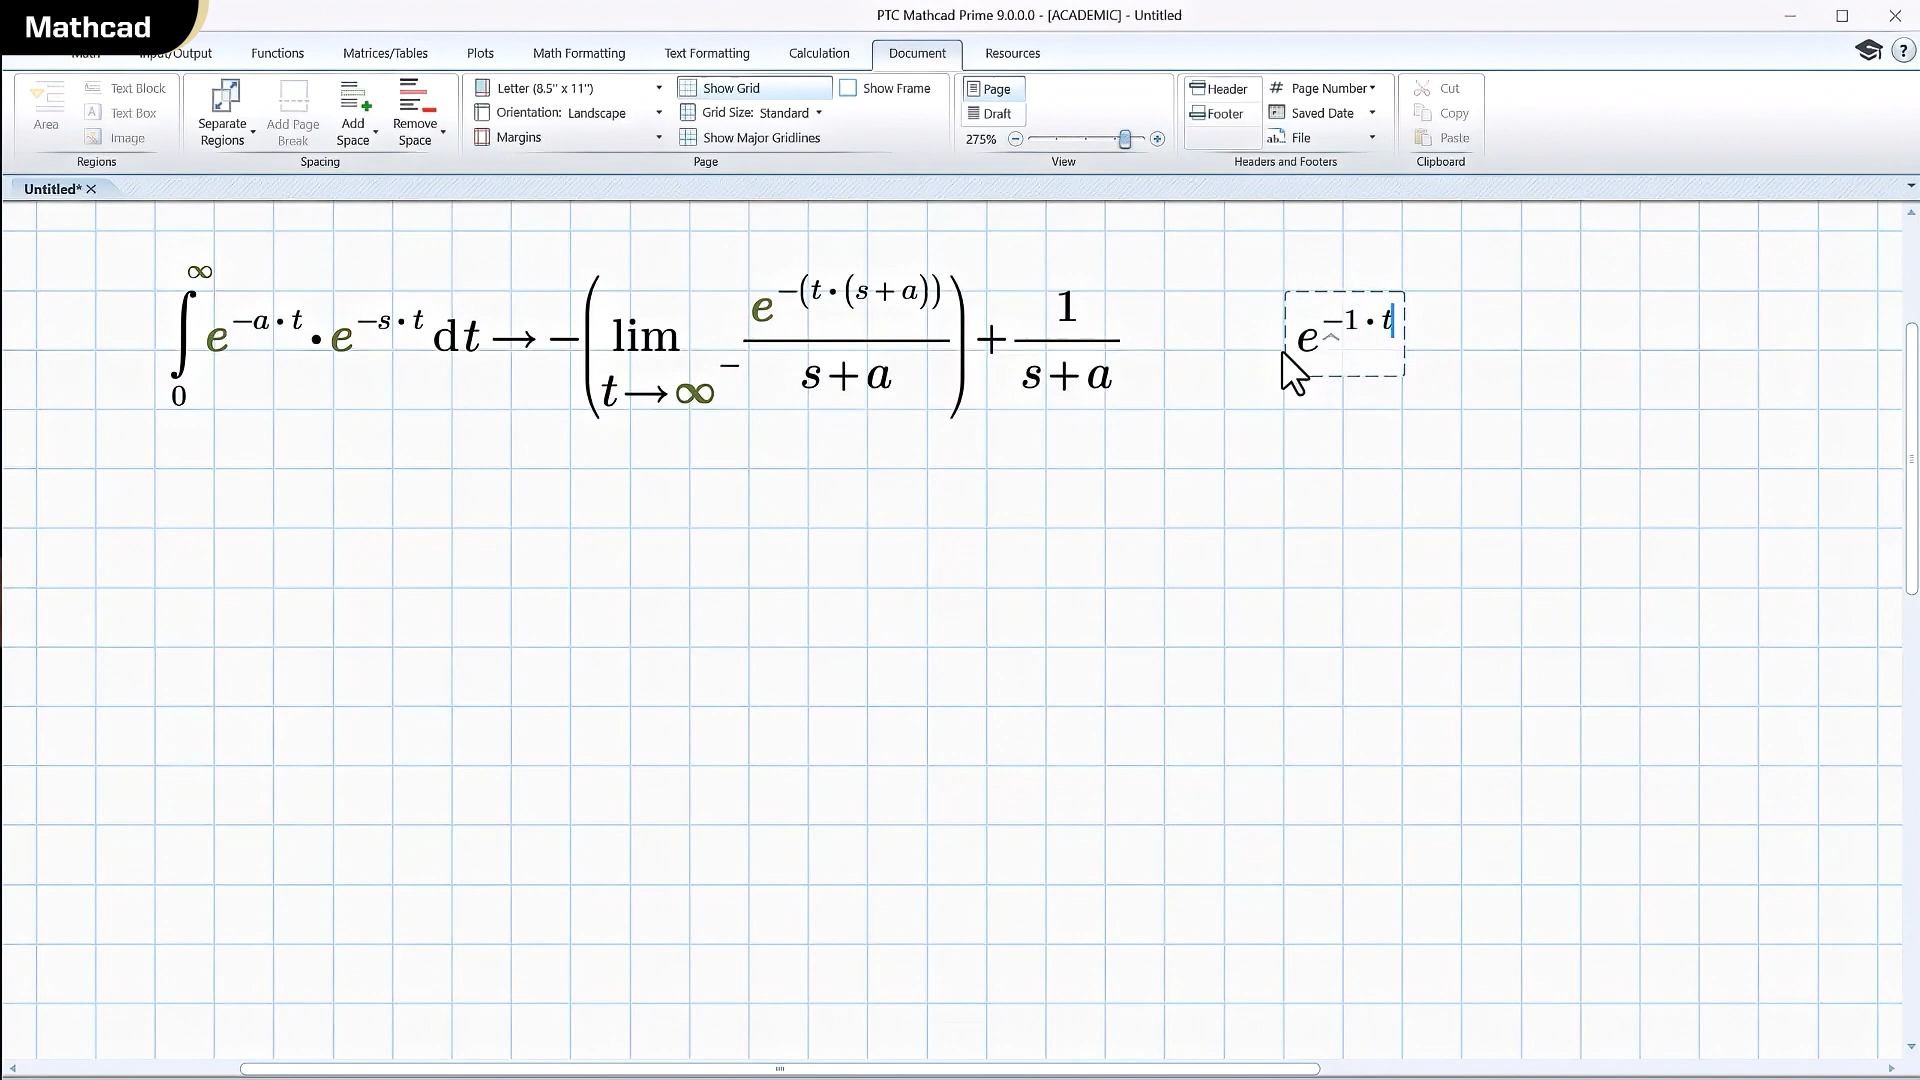 Mathcad
PTC Mathcad Prime 9.0.0.0 - [ACADEMIC] - Untitled
Math Input/Output Functions Matrices/Tables Plots Math Formatting Text Formatting Calculation Document Resources
?
Area
Text Block
Text Box
Image
Regions
Separate Regions
Add Page Break
Add Space
Remove Space
Spacing
Letter (8.5" x 11")
Orientation: Landscape
Margins
Show Grid
Grid Size: Standard
Show Major Gridlines
Show Frame
Page
Page
Draft
275%
View
Header
Footer
# Page Number
Saved Date
ab. File
Headers and Footers
Cut
Copy
Paste
Clipboard
Untitled*
∫_0^∞ e^(−a·t)·e^(−s·t) dt → −(lim_(t→∞^−) e^(−(t·(s+a)))/(s+a)) + 1/(s+a)
e^(−1·t)